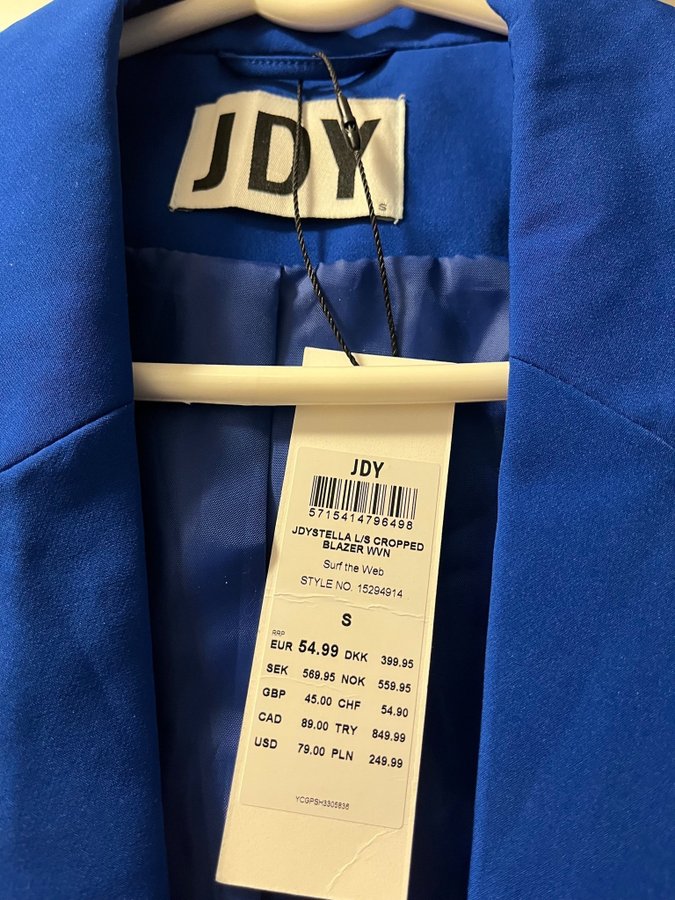 JDY
S
JDY
5715414796498
JDYSTELLA L/S CROPPED
BLAZER WVN
Surf the Web
STYLE NO. 15294914
S
RRP
EUR 54.99 DKK 399.95
SEK 569.95 NOK 559.95
GBP 45.00 CHF 54.90
CAD 89.00 TRY 849.99
USD 79.00 PLN 249.99
YCGPSH3305836